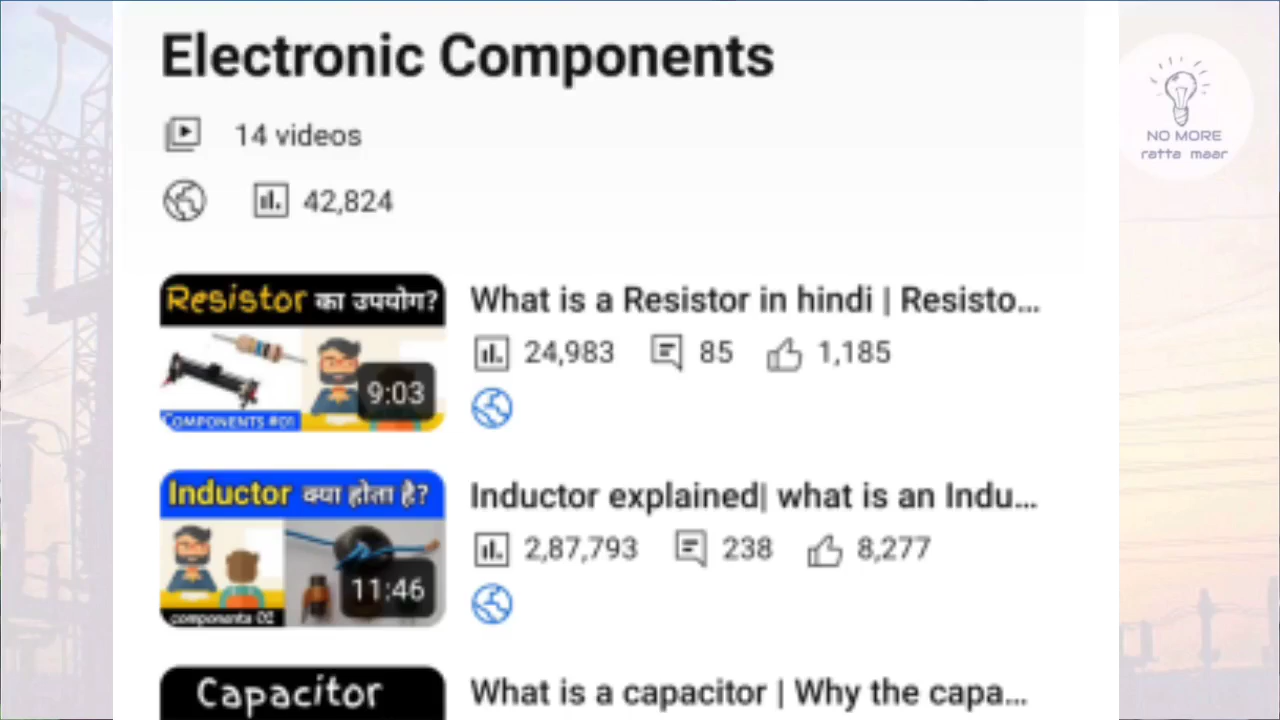 Electronic Components
NO MORE
ratta maar
14 videos
42,824
Resistor का उपयोग?
9:03
COMPONENTS #01
What is a Resistor in hindi | Resisto...
24,983 85 1,185
Inductor क्या होता है?
11:46
components 02
Inductor explained| what is an Indu...
2,87,793 238 8,277
Capacitor
What is a capacitor | Why the capa...